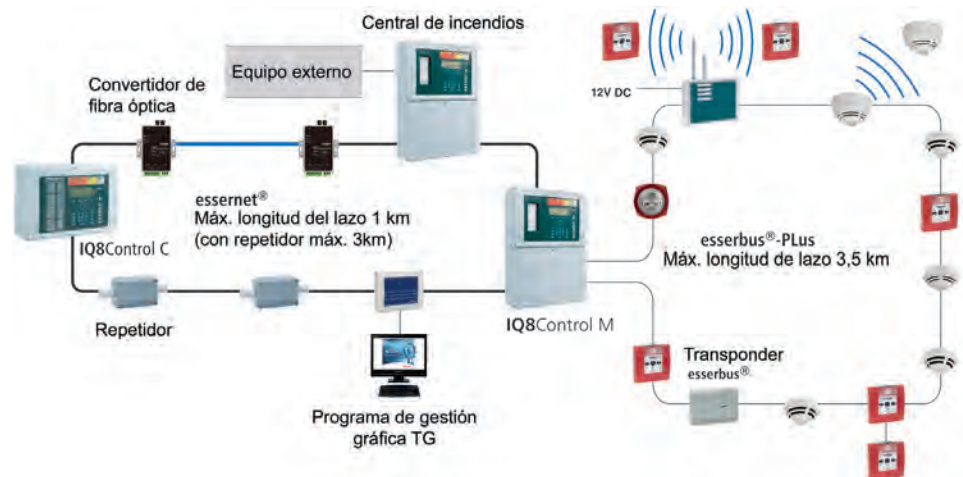 Central de incendios
Equipo externo
Convertidor de
fibra óptica
12V DC
essernet®
Máx. longitud del lazo 1 km
(con repetidor máx. 3km)
IQ8Control C
esserbus®-PLus
Máx. longitud de lazo 3,5 km
Repetidor
IQ8Control M
Transponder
esserbus®
Programa de gestión
gráfica TG